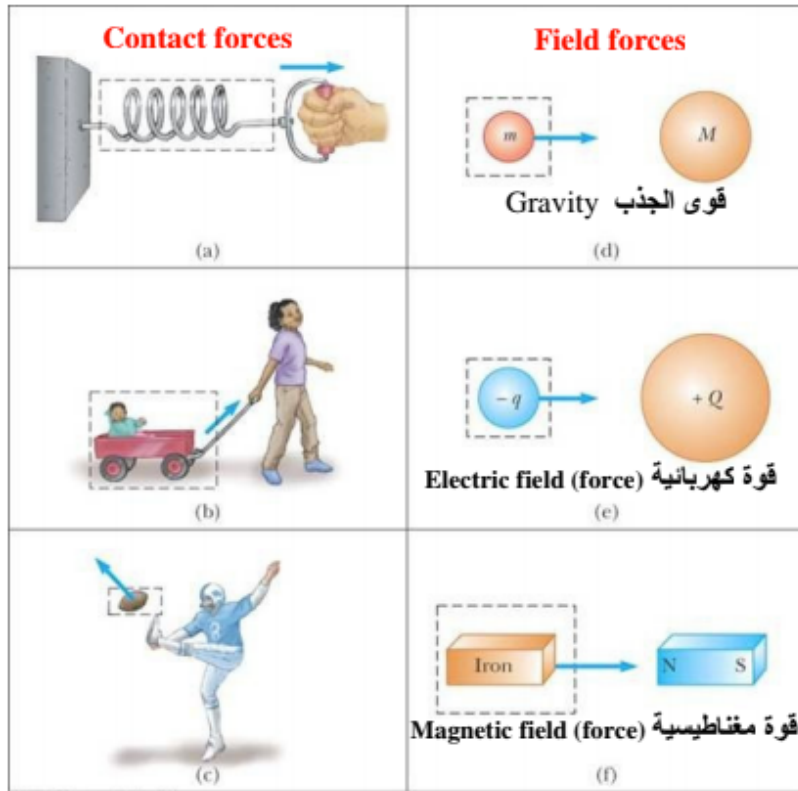 Contact forces
(a)
(b)
(c)
Field forces
m
M
Gravity قوى الجذب
(d)
– q
+ Q
Electric field (force) قوة كهربائية
(e)
Iron
N S
Magnetic field (force) قوة مغناطيسية
(f)